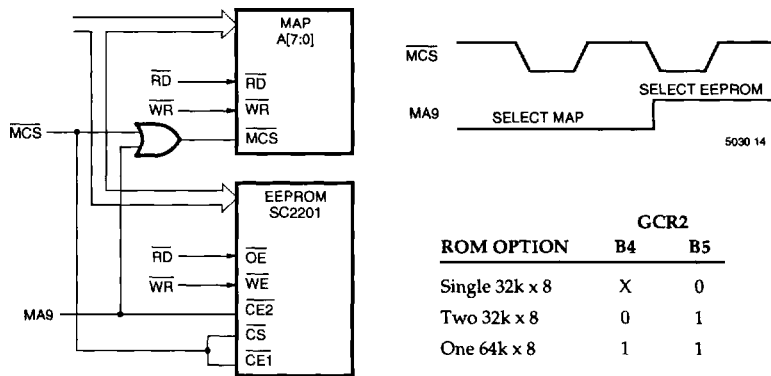 MAP
A[7:0]
RD
RD
WR
WR
MCS
MCS
EEPROM
SC2201
RD
OE
WR
WE
MA9
CE2
CS
CE1
MCS
SELECT EEPROM
MA9
SELECT MAP
5030 14
GCR2
ROM OPTION B4 B5
Single 32k x 8 X 0
Two 32k x 8 0 1
One 64k x 8 1 1